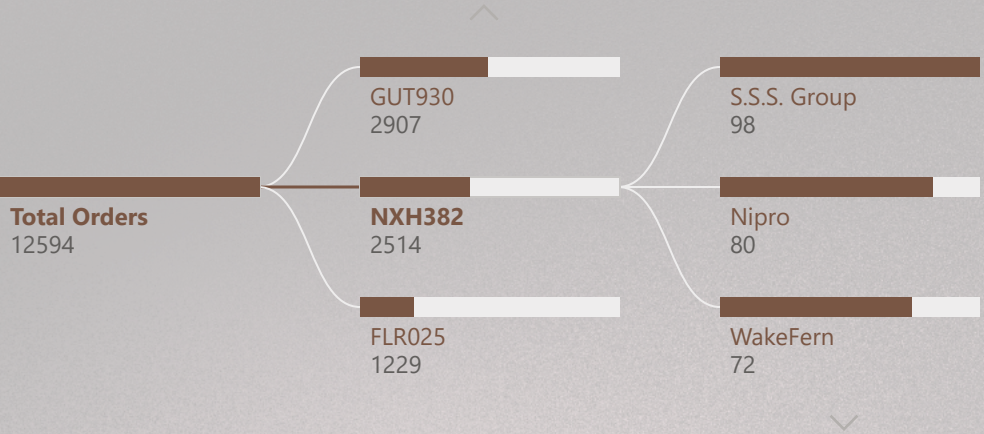 Total Orders
12594
GUT930
2907
NXH382
2514
FLR025
1229
S.S.S. Group
98
Nipro
80
WakeFern
72